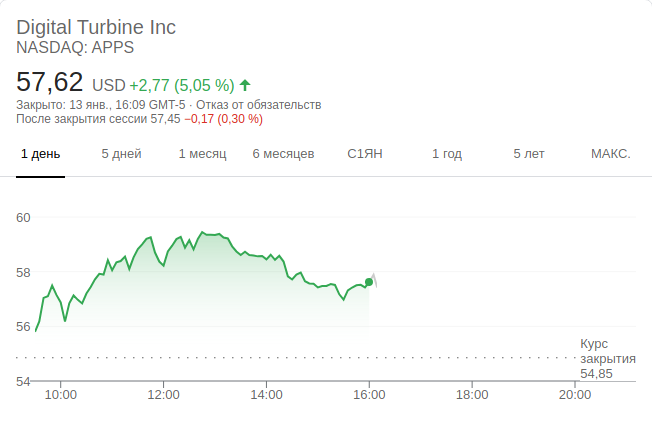 Digital Turbine Inc
NASDAQ: APPS
57,62 USD +2,77 (5,05 %)
Закрыто: 13 янв., 16:09 GMT-5 · Отказ от обязательств
После закрытия сессии 57,45 −0,17 (0,30 %)
1 день 5 дней 1 месяц 6 месяцев С1ЯН 1 год 5 лет МАКС.
60
58
56
Курс
закрытия
54,85
54
10:00 12:00 14:00 16:00 18:00 20:00